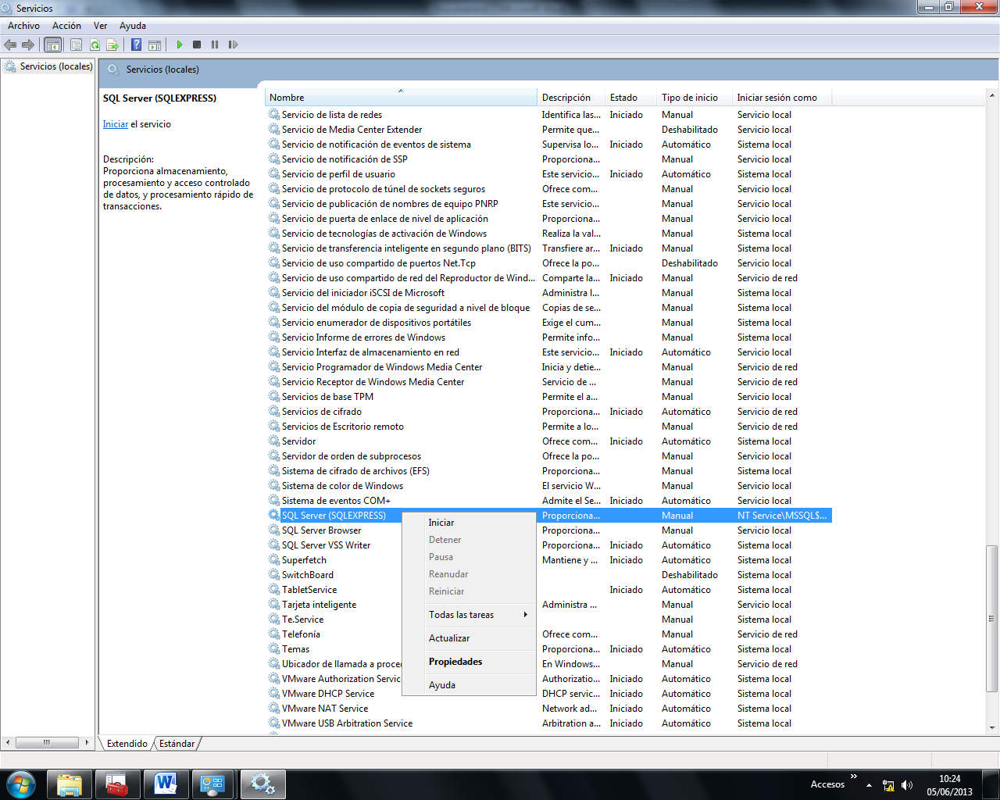 Servicios
Archivo Acción Ver Ayuda
Servicios (locales)
Servicios (locales)
SQL Server (SQLEXPRESS)
Iniciar el servicio
Descripción:
Proporciona almacenamiento,
procesamiento y acceso controlado
de datos, y procesamiento rápido de
transacciones.
Nombre Descripción Estado Tipo de inicio Iniciar sesión como
Servicio de lista de redes Identifica las... Iniciado Manual Servicio local
Servicio de Media Center Extender Permite que... Deshabilitado Servicio local
Servicio de notificación de eventos de sistema Supervisa lo... Iniciado Automático Sistema local
Servicio de notificación de SSP Proporciona... Manual Servicio local
Servicio de perfil de usuario Este servicio... Iniciado Automático Sistema local
Servicio de protocolo de túnel de sockets seguros Ofrece com... Manual Servicio local
Servicio de publicación de nombres de equipo PNRP Este servicio... Manual Servicio local
Servicio de puerta de enlace de nivel de aplicación Proporciona... Manual Servicio local
Servicio de tecnologías de activación de Windows Realiza la val... Manual Sistema local
Servicio de transferencia inteligente en segundo plano (BITS) Transfiere ar... Iniciado Manual Sistema local
Servicio de uso compartido de puertos Net.Tcp Ofrece la po... Deshabilitado Servicio local
Servicio de uso compartido de red del Reproductor de Wind... Comparte la... Iniciado Manual Servicio de red
Servicio del iniciador iSCSI de Microsoft Administra l... Manual Sistema local
Servicio del módulo de copia de seguridad a nivel de bloque Copias de se... Manual Sistema local
Servicio enumerador de dispositivos portátiles Exige el cum... Manual Sistema local
Servicio Informe de errores de Windows Permite info... Manual Sistema local
Servicio Interfaz de almacenamiento en red Este servicio... Iniciado Automático Servicio local
Servicio Programador de Windows Media Center Inicia y detie... Manual Servicio de red
Servicio Receptor de Windows Media Center Servicio de ... Manual Servicio de red
Servicios de base TPM Permite el a... Manual Servicio local
Servicios de cifrado Proporciona... Iniciado Automático Servicio de red
Servicios de Escritorio remoto Permite a lo... Manual Servicio de red
Servidor Ofrece com... Iniciado Automático Sistema local
Servidor de orden de subprocesos Ofrece la po... Manual Servicio local
Sistema de cifrado de archivos (EFS) Proporciona... Manual Sistema local
Sistema de color de Windows El servicio W... Manual Servicio local
Sistema de eventos COM+ Admite el Se... Iniciado Automático Servicio local
SQL Server (SQLEXPRESS) Proporciona... Manual NT Service\MSSQL$...
SQL Server Browser Proporciona... Manual Servicio local
SQL Server VSS Writer Proporciona... Iniciado Automático Sistema local
Superfetch Mantiene y ... Iniciado Automático Sistema local
SwitchBoard Deshabilitado Sistema local
TabletService Iniciado Automático Sistema local
Tarjeta inteligente Administra ... Manual Servicio local
Te.Service Manual Sistema local
Telefonía Ofrece com... Manual Servicio de red
Temas Proporciona... Iniciado Automático Sistema local
Ubicador de llamada a proce En Windows... Manual Servicio de red
VMware Authorization Servic Authorizatio... Iniciado Automático Sistema local
VMware DHCP Service DHCP servic... Iniciado Automático Sistema local
VMware NAT Service Network ad... Iniciado Automático Sistema local
VMware USB Arbitration Service Arbitration a... Iniciado Automático Sistema local
Iniciar
Detener
Pausa
Reanudar
Reiniciar
Todas las tareas
Actualizar
Propiedades
Ayuda
Extendido Estándar
Accesos
10:24
05/06/2013